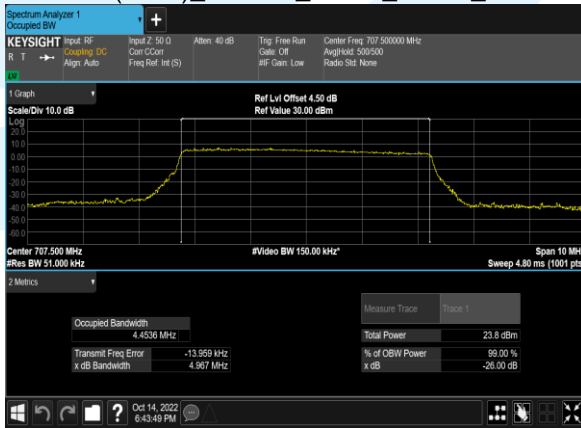 Spectrum Analyzer 1
Occupied BW
KEYSIGHT
R T
Input: RF
Coupling: DC
Align: Auto
Input Z: 50 Ω
Corr CCorr
Freq Ref: Int (S)
Atten: 40 dB
Trig: Free Run
Gate: Off
#IF Gain: Low
Center Freq: 707.500000 MHz
Avg|Hold: 500/500
Radio Std: None
1 Graph
Scale/Div 10.0 dB
Ref Lvl Offset 4.50 dB
Ref Value 30.00 dBm
Log
20.0
10.0
0.00
-10.0
-20.0
-30.0
-40.0
-50.0
-60.0
Center 707.500 MHz
#Video BW 150.00 kHz*
Span 10 MH
#Res BW 51.000 kHz
Sweep 4.80 ms (1001 pts
2 Metrics
Measure Trace
Trace 1
Occupied Bandwidth
4.4536 MHz
Total Power
23.8 dBm
Transmit Freq Error
-13.959 kHz
% of OBW Power
99.00 %
x dB Bandwidth
4.967 MHz
x dB
-26.00 dB
?
Oct 14, 2022
6:43:49 PM